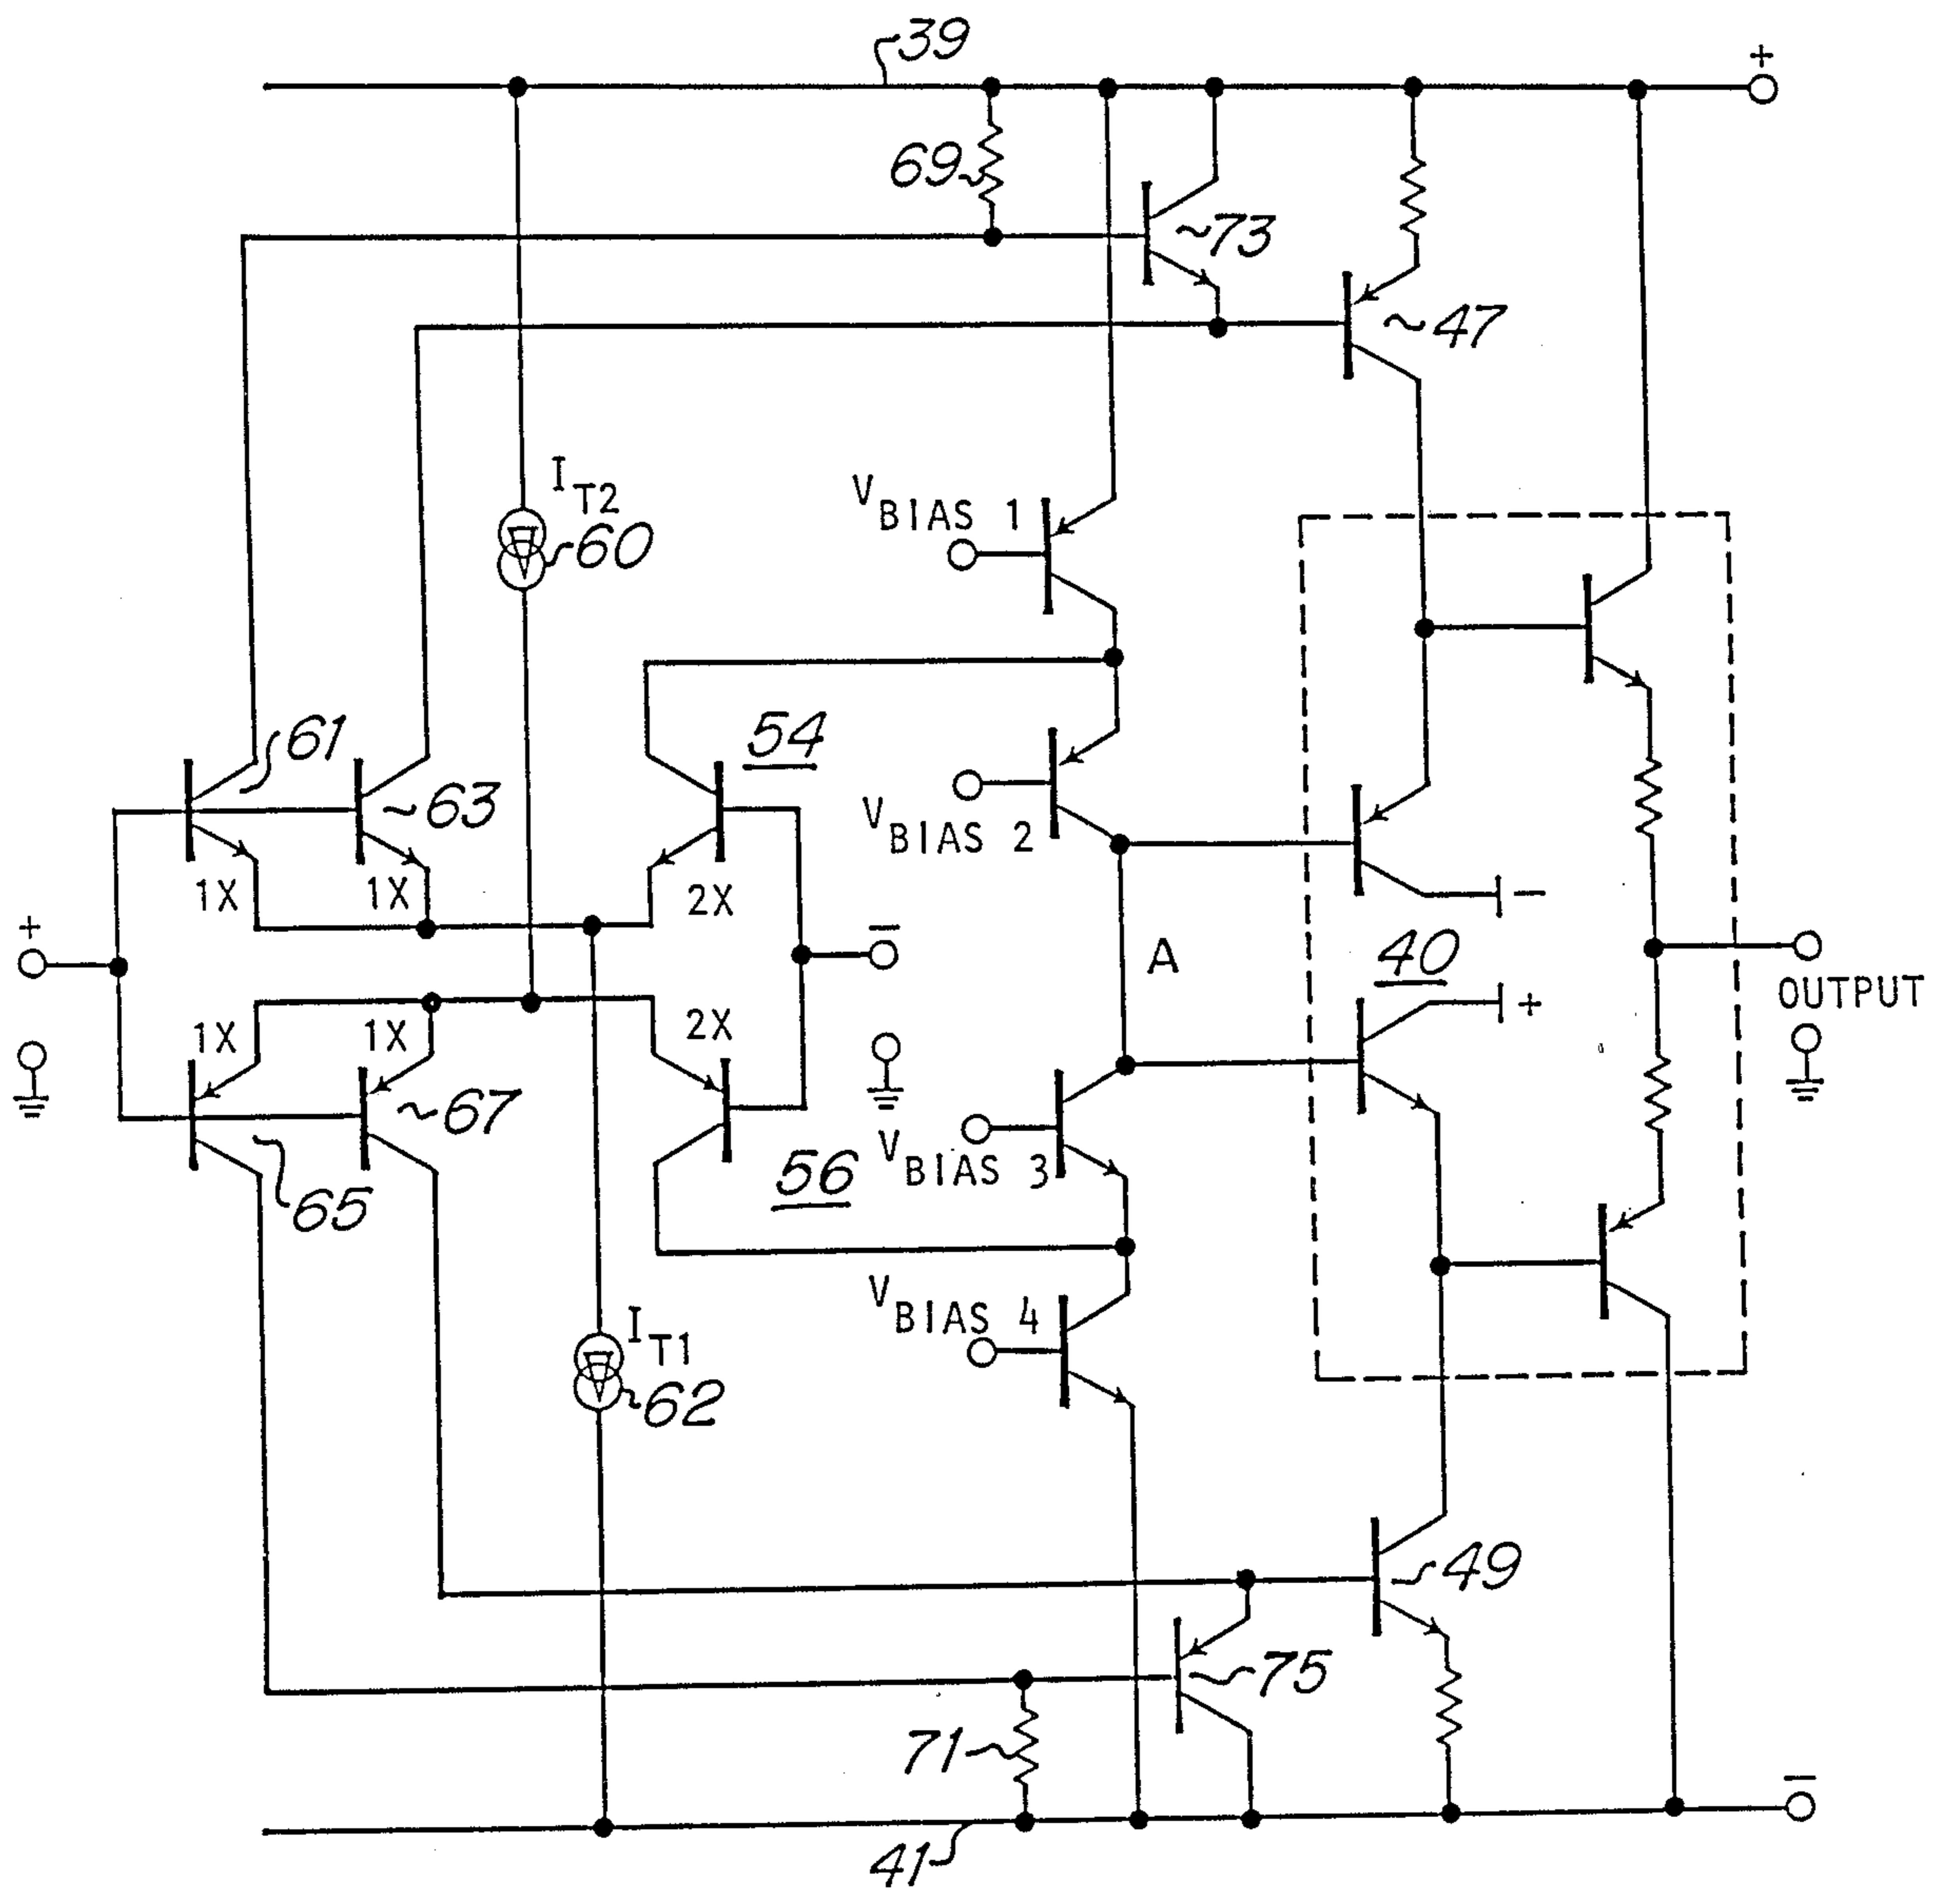 39
+
69
73
47
I T2
60
V BIAS 1
61
63
54
V BIAS 2
1X
1X
2X
+
−
−
A
40
OUTPUT
+
1X
1X
2X
67
65
56
V BIAS 3
V BIAS 4
I T1
62
49
75
71
−
41